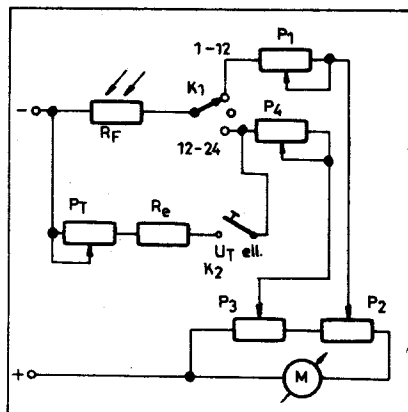 1-12
P1
K1
P4
-
RF
12-24
PT
Re
UT ell.
K2
P3
P2
+
M